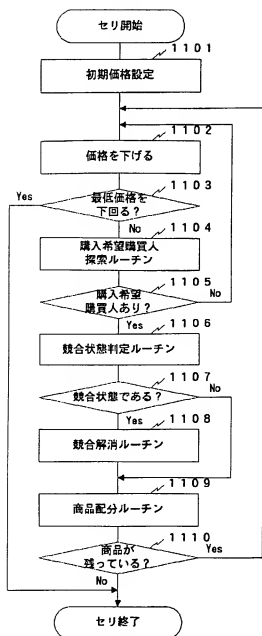 セリ開始
1101
初期価格設定
1102
価格を下げる
1103
Yes
最低価格を
下回る？
No
1104
購入希望購買人
探索ルーチン
1105
購入希望
購買人あり？
No
Yes
1106
競合状態判定ルーチン
1107
競合状態である？
No
Yes
1108
競合解消ルーチン
1109
商品配分ルーチン
1110
商品が
残っている？
Yes
No
セリ終了